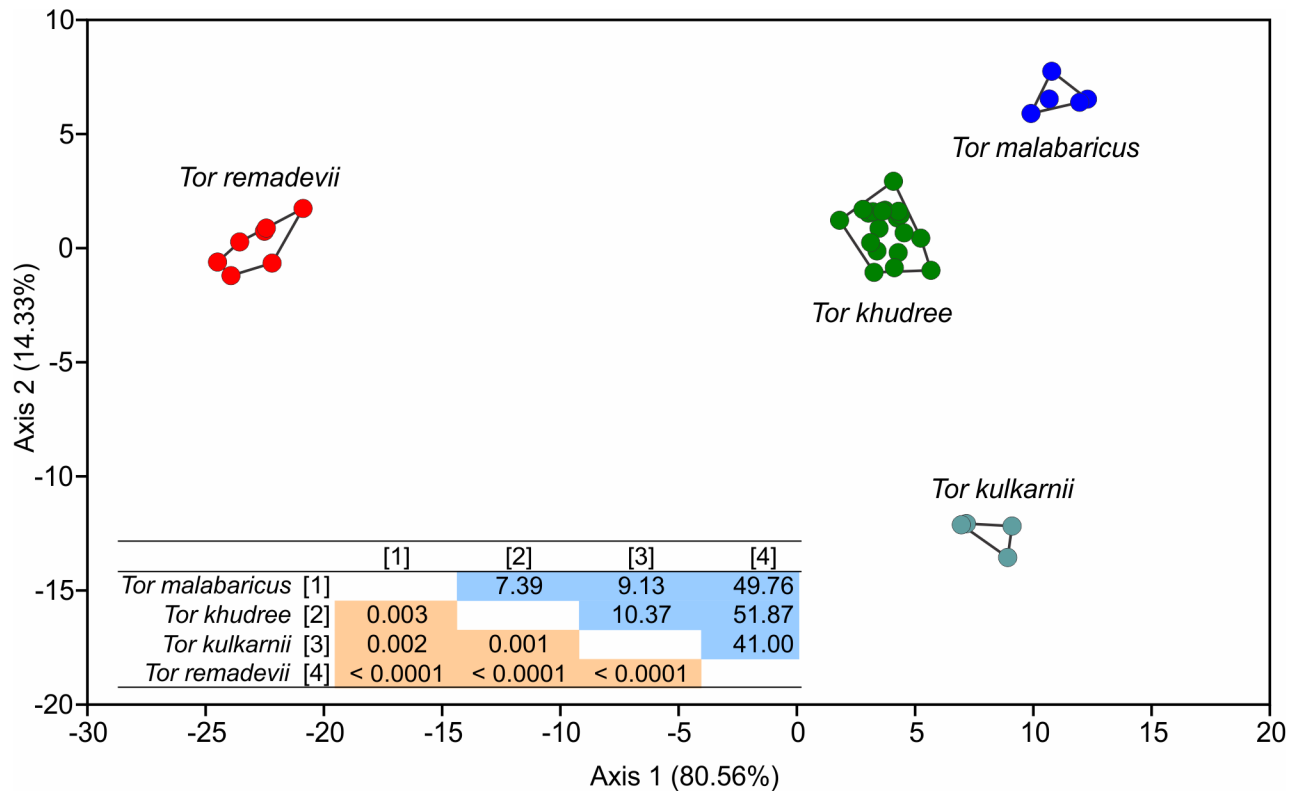 10
5
0
-5
-10
-15
-20
Axis 2 (14.33%)
Tor malabaricus
Tor remadevii
Tor khudree
Tor kulkarnii
[1] [2] [3] [4]
Tor malabaricus [1] 7.39 9.13 49.76
Tor khudree [2] 0.003 10.37 51.87
Tor kulkarnii [3] 0.002 0.001 41.00
Tor remadevii [4] < 0.0001 < 0.0001 < 0.0001
-30 -25 -20 -15 -10 -5 0 5 10 15 20
Axis 1 (80.56%)